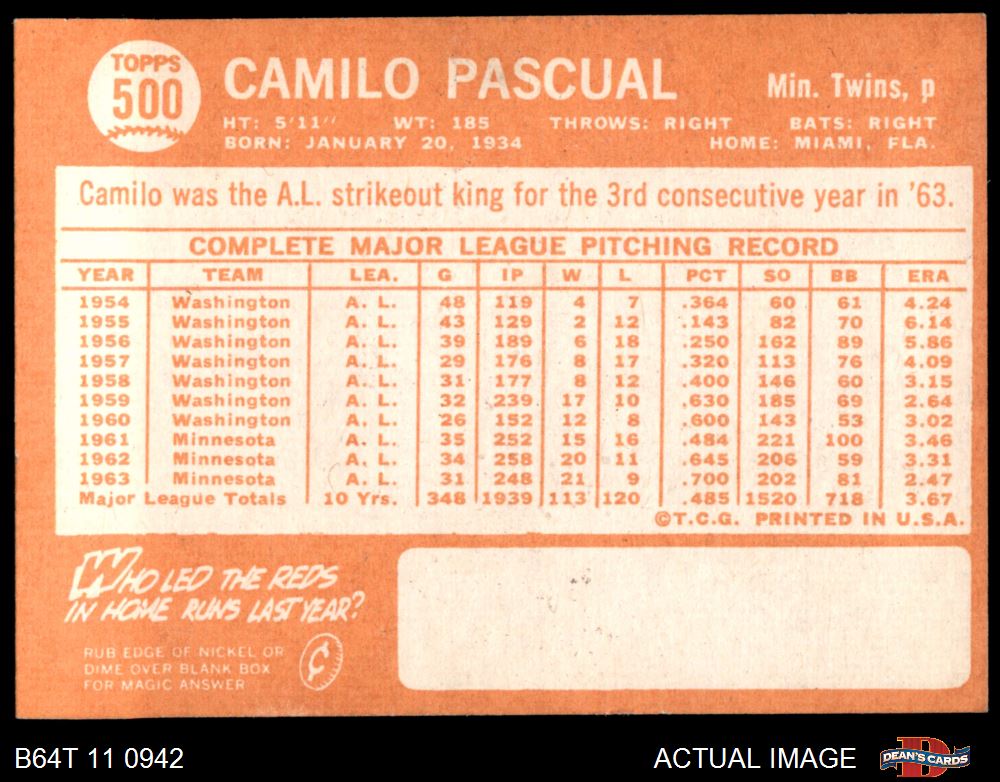 TOPPS
500
CAMILO PASCUAL
Min. Twins, p
HT: 5'11" WT: 185 THROWS: RIGHT BATS: RIGHT
BORN: JANUARY 20, 1934 HOME: MIAMI, FLA.
Camilo was the A.L. strikeout king for the 3rd consecutive year in '63.
COMPLETE MAJOR LEAGUE PITCHING RECORD
YEAR TEAM LEA. G IP W L PCT SO BB ERA
1954 Washington A. L. 48 119 4 7 .364 60 61 4.24
1955 Washington A. L. 43 129 2 12 .143 82 70 6.14
1956 Washington A. L. 39 189 6 18 .250 162 89 5.86
1957 Washington A. L. 29 176 8 17 .320 113 76 4.09
1958 Washington A. L. 31 177 8 12 .400 146 60 3.15
1959 Washington A. L. 32 239 17 10 .630 185 69 2.64
1960 Washington A. L. 26 152 12 8 .600 143 53 3.02
1961 Minnesota A. L. 35 252 15 16 .484 221 100 3.46
1962 Minnesota A. L. 34 258 20 11 .645 206 59 3.31
1963 Minnesota A. L. 31 248 21 9 .700 202 81 2.47
Major League Totals 10 Yrs. 348 1939 113 120 .485 1520 718 3.67
©T.C.G. PRINTED IN U.S.A.
WHO LED THE REDS
IN HOME RUNS LAST YEAR?
RUB EDGE OF NICKEL OR
DIME OVER BLANK BOX
FOR MAGIC ANSWER
¢
B64T 11 0942
ACTUAL IMAGE
DEAN'S CARDS